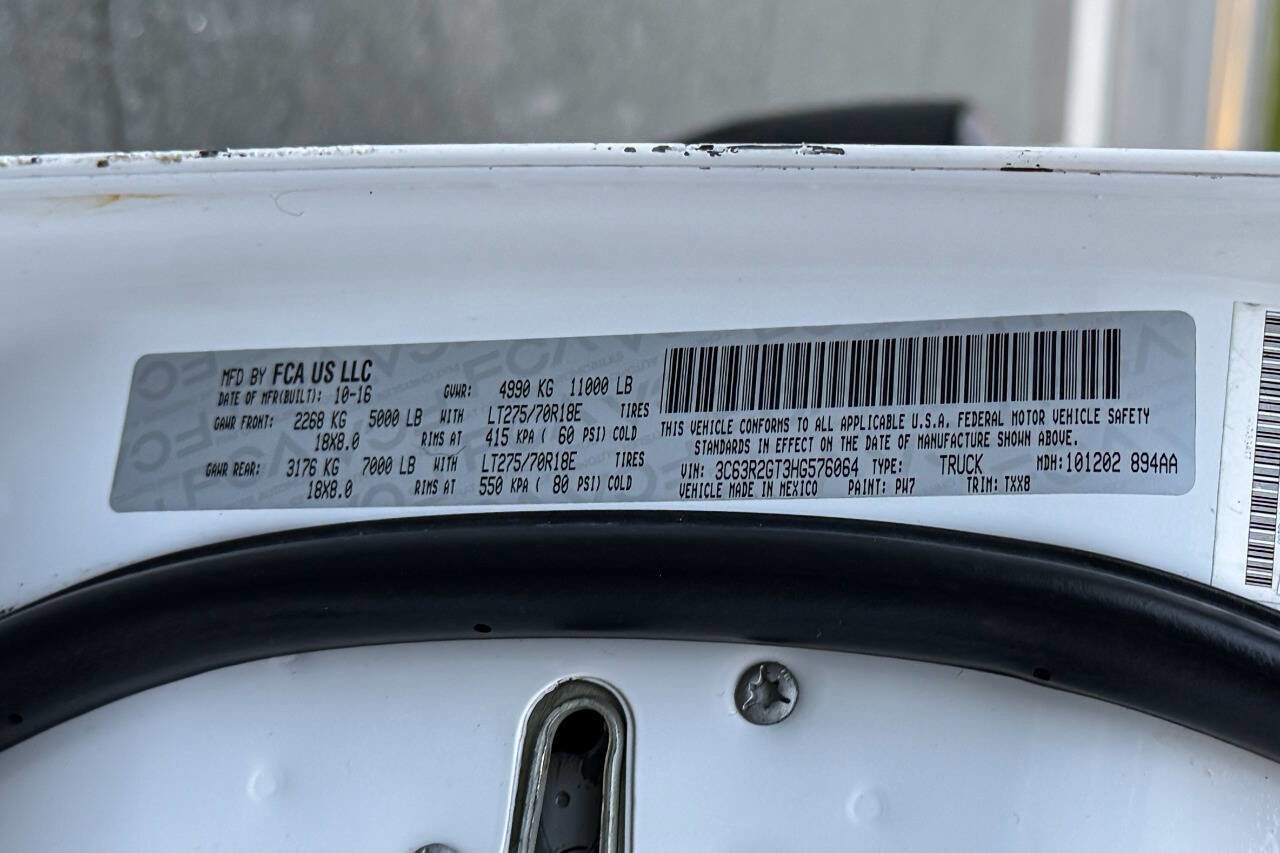 MFD BY FCA US LLC
DATE OF MFR(BUILT): 10-16 GVWR: 4990 KG 11000 LB
GAWR FRONT: 2268 KG 5000 LB WITH LT275/70R18E TIRES
18X8.0 RIMS AT 415 KPA ( 60 PSI) COLD
GAWR REAR: 3176 KG 7000 LB WITH LT275/70R18E TIRES
18X8.0 RIMS AT 550 KPA ( 80 PSI) COLD
THIS VEHICLE CONFORMS TO ALL APPLICABLE U.S.A. FEDERAL MOTOR VEHICLE SAFETY
STANDARDS IN EFFECT ON THE DATE OF MANUFACTURE SHOWN ABOVE.
VIN: 3C63R2GT3HG576064 TYPE: TRUCK MDH:101202 894AA
VEHICLE MADE IN MEXICO PAINT: PW7 TRIM: TXX8